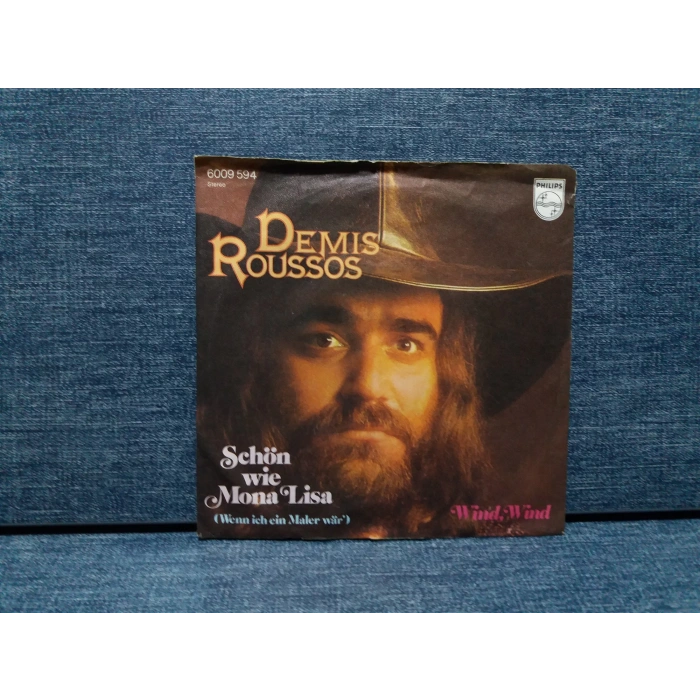 6009 594
Stereo
PHILIPS
DEMIS
ROUSSOS
Schön
wie
Mona Lisa
(Wenn ich ein Maler wär')
Wind, Wind